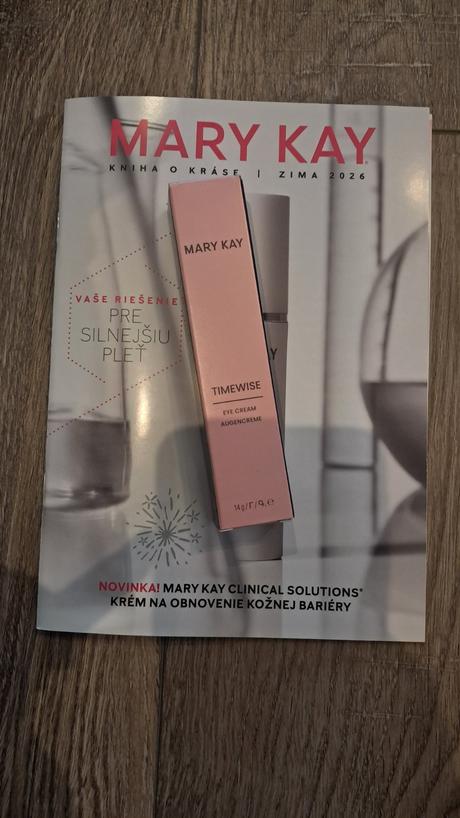 MARY KAY®
KNIHA O KRÁSE | ZIMA 2026
MARY KAY
VAŠE RIEŠENIE
PRE
SILNEJŠIU
PLEŤ
Y
TIMEWISE
EYE CREAM
AUGENCREME
14g/Г/գ.℮
NOVINKA! MARY KAY CLINICAL SOLUTIONS®
KRÉM NA OBNOVENIE KOŽNEJ BARIÉRY